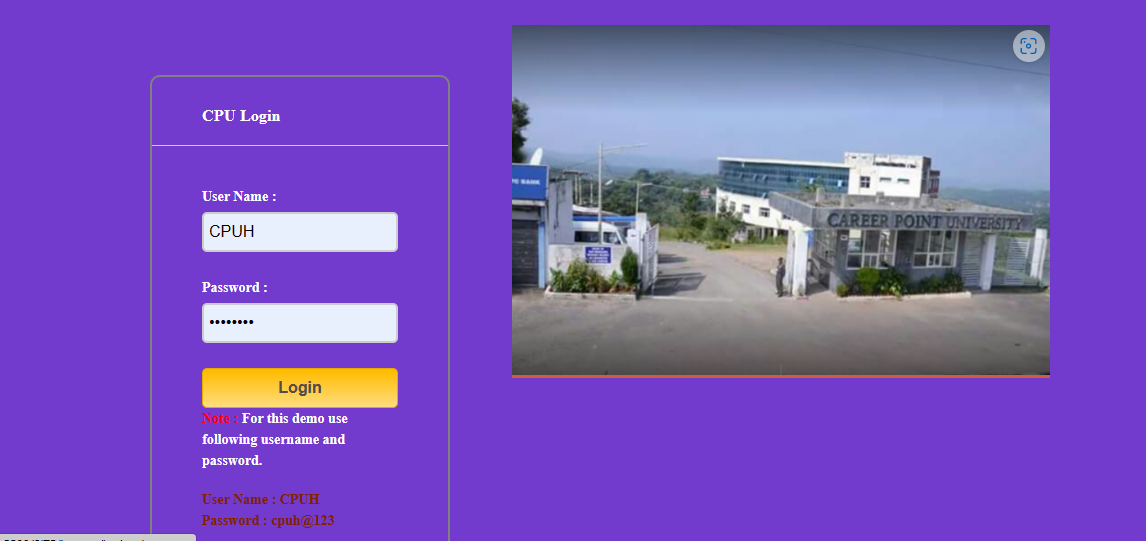 CPU Login
User Name :
CPUH
Password :
••••••••
Login
Note : For this demo use
following username and
password.
User Name : CPUH
Password : cpuh@123
BANK
CAREER POINT UNIVERSITY